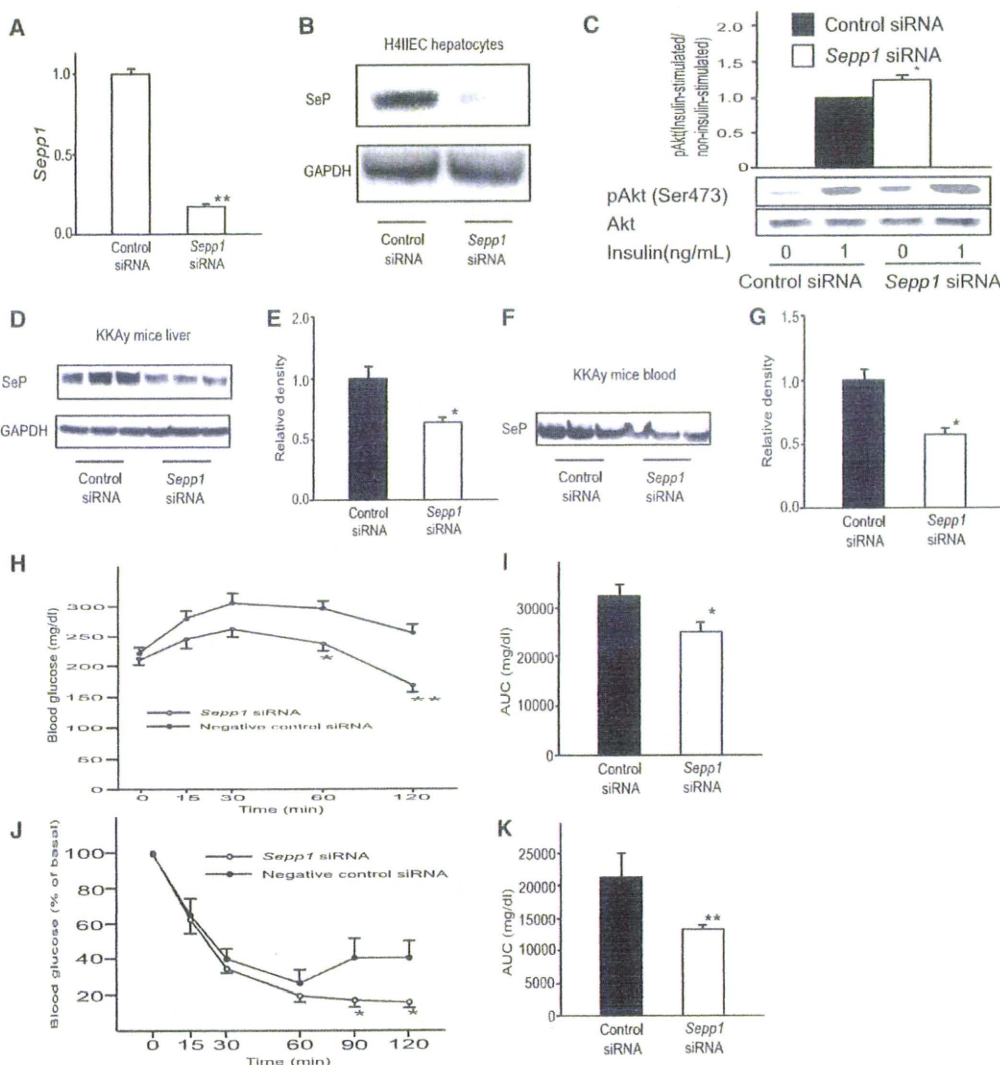 A
1.0
0.5
0.0
Sepp1
**
Control siRNA
Sepp1 siRNA
B
H4IIEC hepatocytes
SeP
GAPDH
Control siRNA
Sepp1 siRNA
C
Control siRNA
Sepp1 siRNA
2.0
1.5
1.0
0.5
0
pAkt(Insulin-stimulated/
non-insulin-stimulated)
*
pAkt (Ser473)
Akt
Insulin(ng/mL) 0 1 0 1
Control siRNA Sepp1 siRNA
D
KKAy mice liver
SeP
GAPDH
Control siRNA
Sepp1 siRNA
E
2.0
1.0
0.5
0.0
Relative density
*
Control siRNA
Sepp1 siRNA
F
KKAy mice blood
SeP
Control siRNA
Sepp1 siRNA
G
1.5
1.0
0.5
0.0
Relative density
*
Control siRNA
Sepp1 siRNA
H
300
250
200
150
100
50
0
Blood glucose (mg/dl)
*
**
Sepp1 siRNA
Negative control siRNA
0 15 30 60 120
Time (min)
I
30000
20000
10000
0
AUC (mg/dl)
*
Control siRNA
Sepp1 siRNA
J
100
80
60
40
20
Blood glucose (% of basal)
Sepp1 siRNA
Negative control siRNA
*
*
0 15 30 60 90 120
Time (min)
K
25000
20000
15000
10000
5000
0
AUC (mg/dl)
**
Control siRNA
Sepp1 siRNA